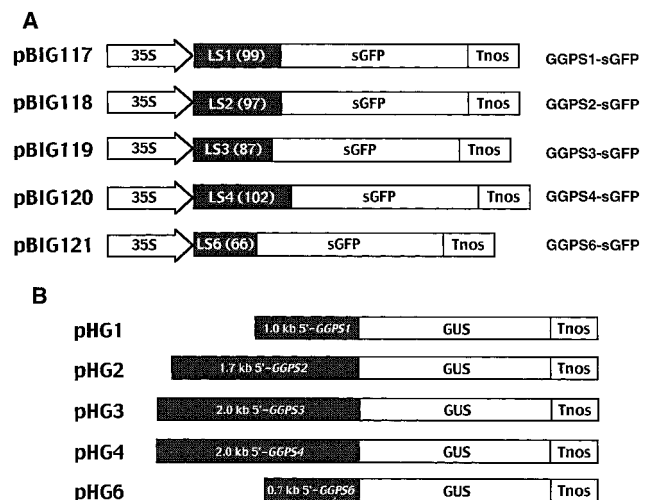 A
pBIG117 35S LS1 (99) sGFP Tnos GGPS1-sGFP
pBIG118 35S LS2 (97) sGFP Tnos GGPS2-sGFP
pBIG119 35S LS3 (87) sGFP Tnos GGPS3-sGFP
pBIG120 35S LS4 (102) sGFP Tnos GGPS4-sGFP
pBIG121 35S LS6 (66) sGFP Tnos GGPS6-sGFP
B
pHG1 1.0 kb 5'-GGPS1 GUS Tnos
pHG2 1.7 kb 5'-GGPS2 GUS Tnos
pHG3 2.0 kb 5'-GGPS3 GUS Tnos
pHG4 2.0 kb 5'-GGPS4 GUS Tnos
pHG6 0.7 kb 5'-GGPS6 GUS Tnos